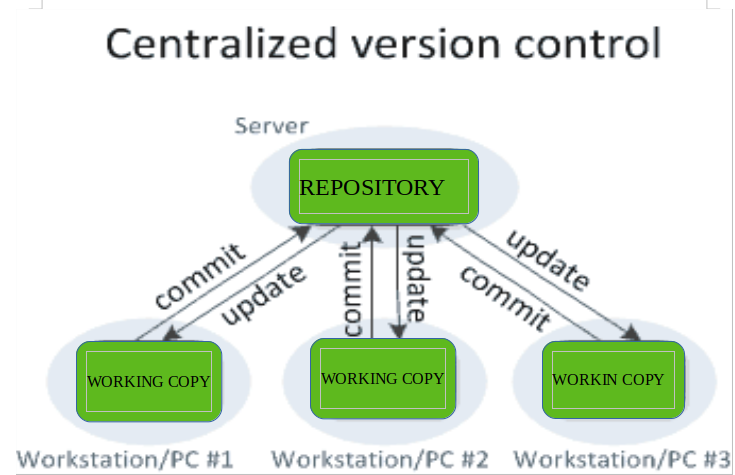 Centralized version control
Server
REPOSITORY
commit
update
commit
update
update
commit
WORKING COPY
WORKING COPY
WORKIN COPY
Workstation/PC #1
Workstation/PC #2
Workstation/PC #3